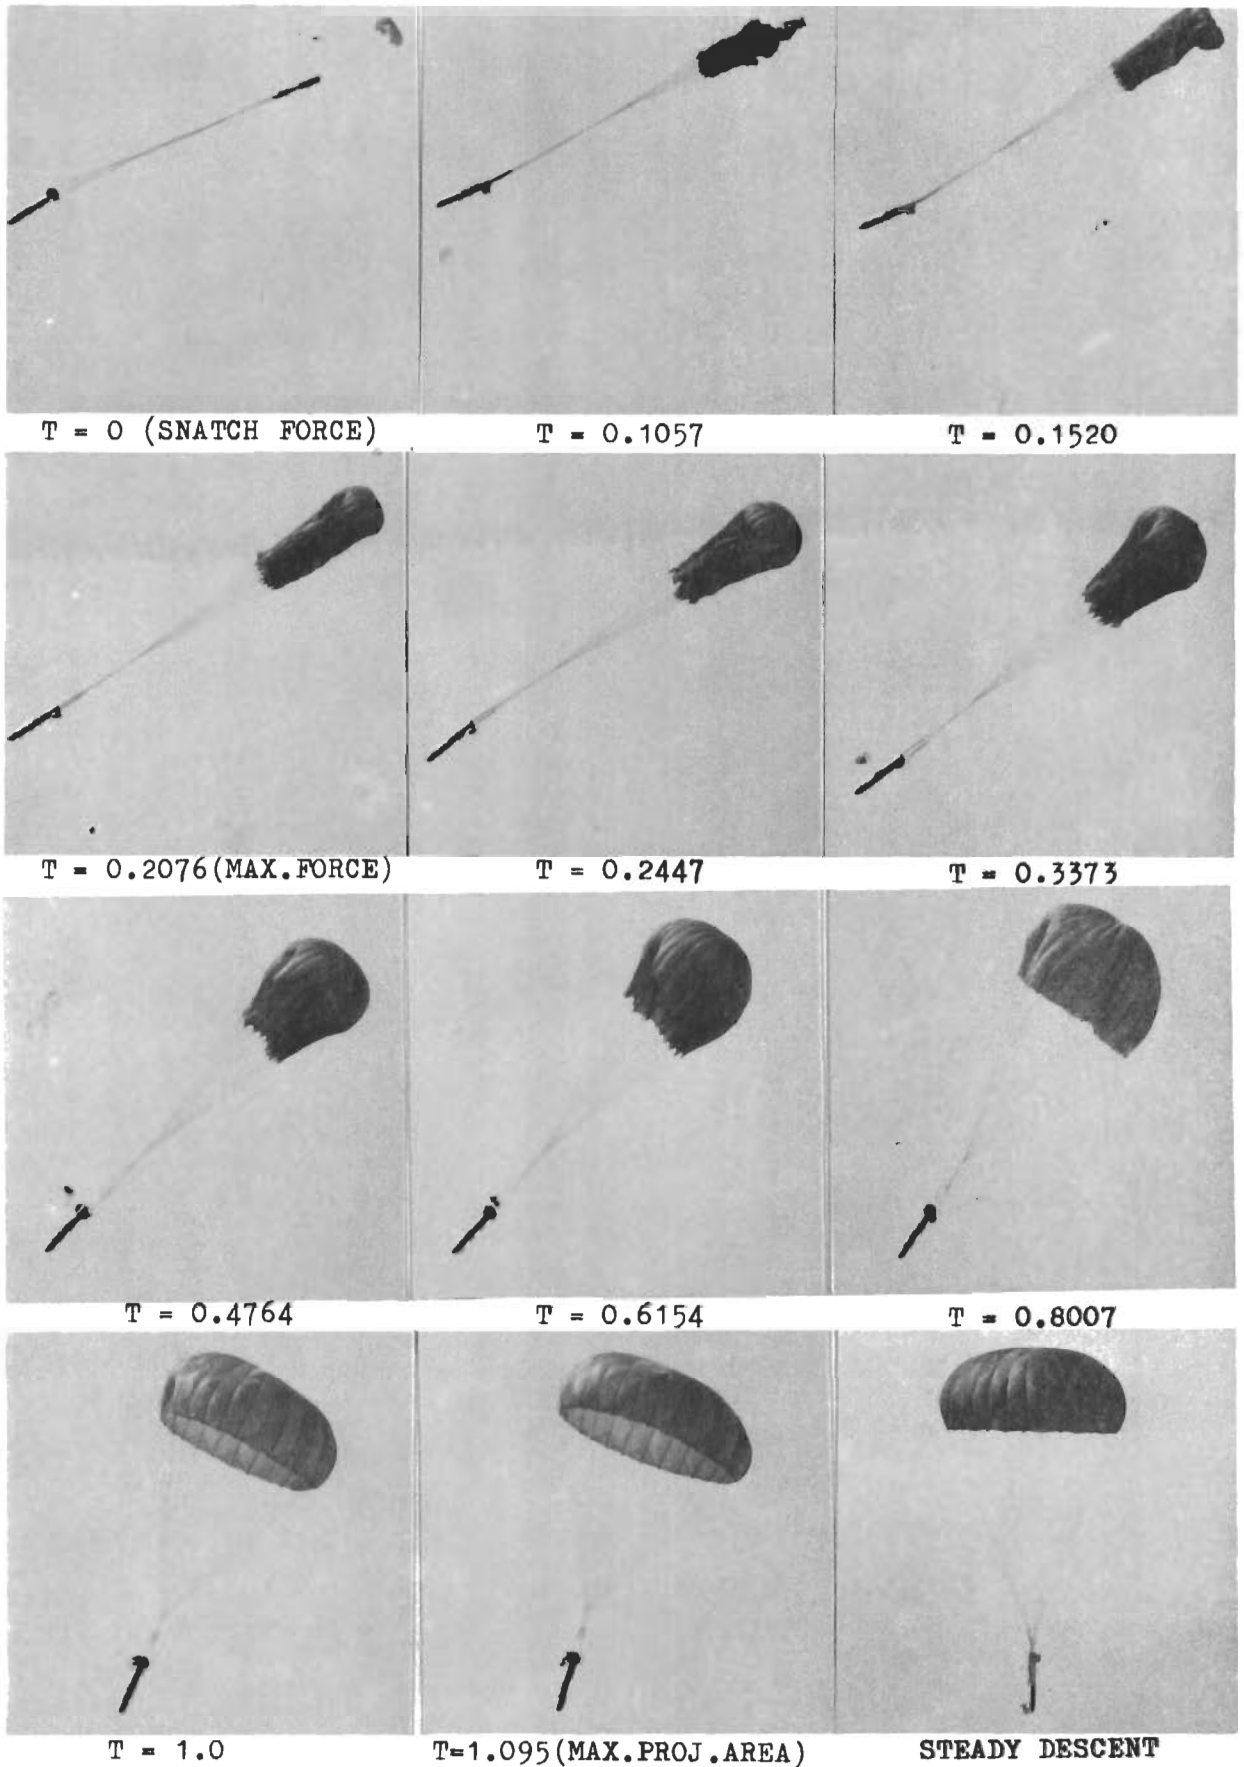 T = 0 (SNATCH FORCE)
T = 0.1057
T = 0.1520
T = 0.2076(MAX.FORCE)
T = 0.2447
T = 0.3373
T = 0.4764
T = 0.6154
T = 0.8007
T = 1.0
T=1.095(MAX.PROJ.AREA)
STEADY DESCENT